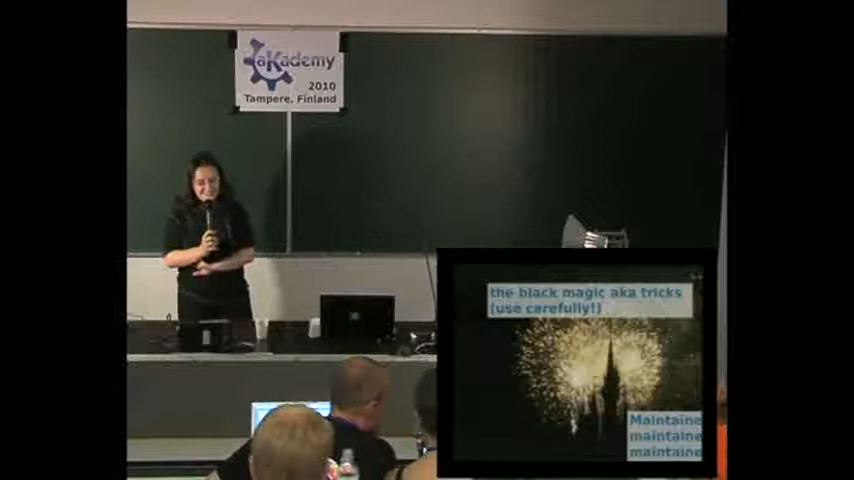 aKademy
2010
Tampere, Finland
the black magic aka tricks
(use carefully!)
Maintaine
maintaine
maintaine